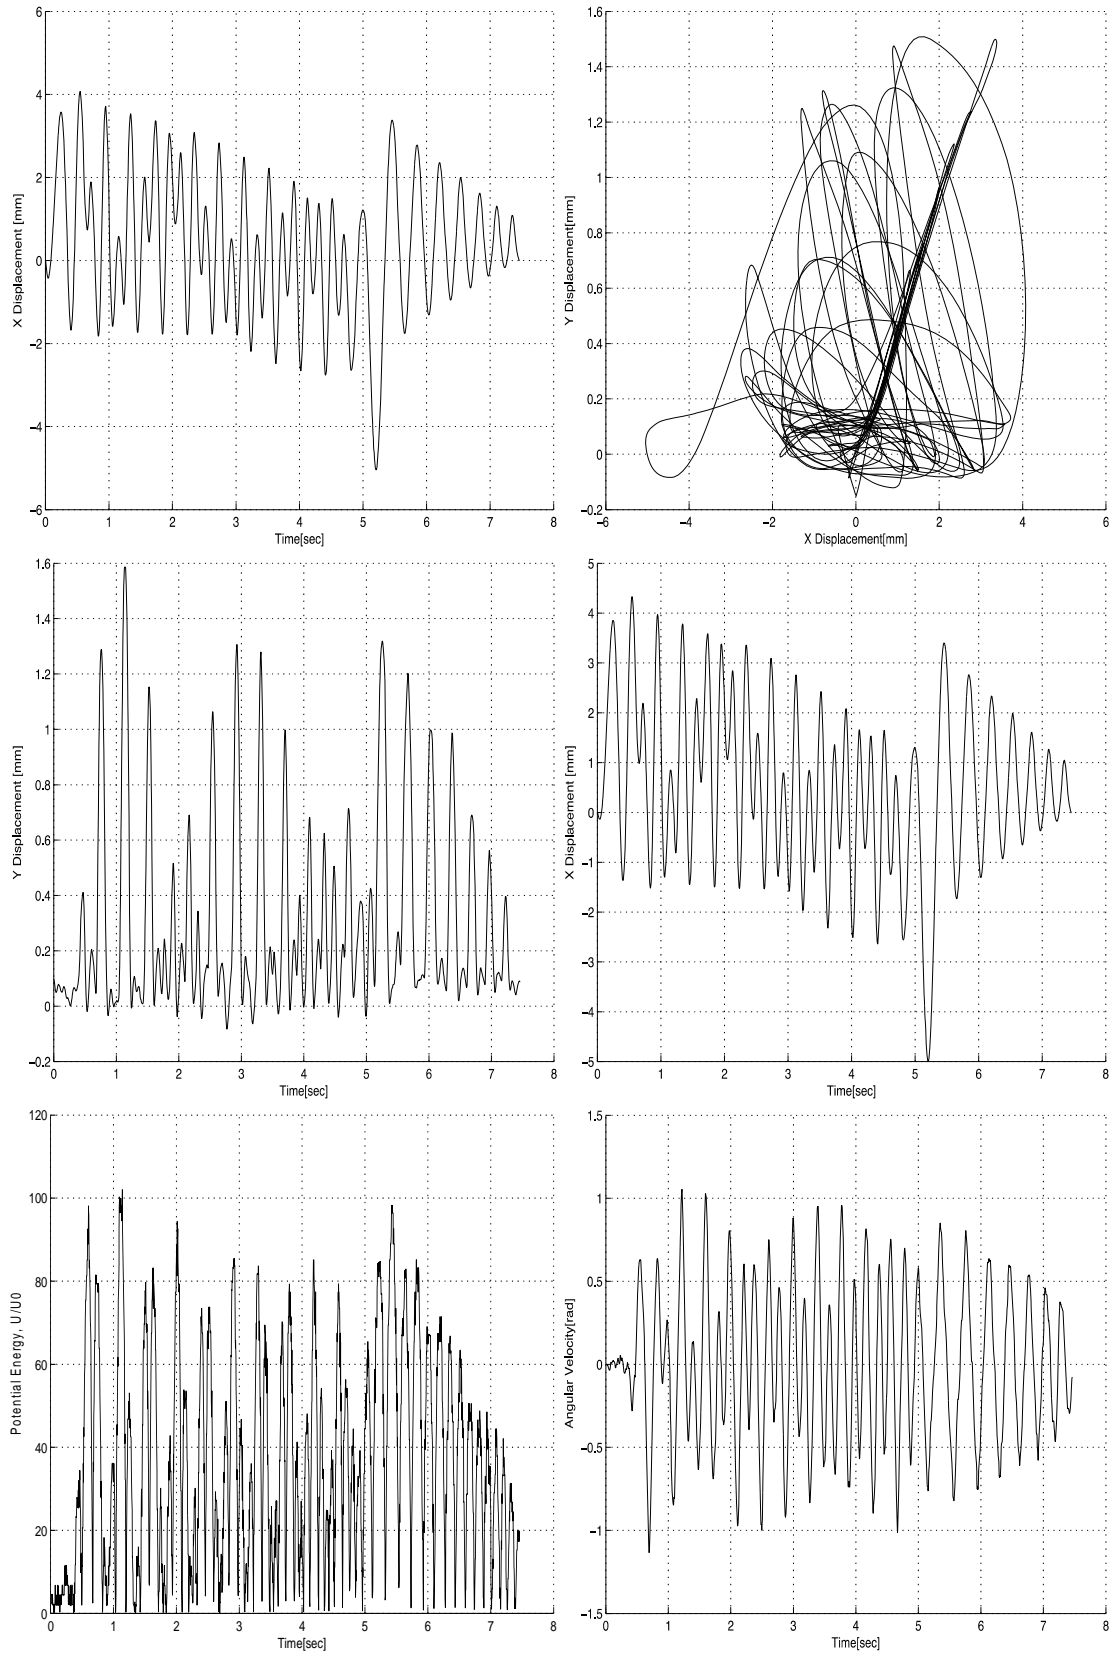 6
4
2
0
−2
−4
−6
X Displacement [mm]
0 1 2 3 4 5 6 7 8
Time[sec]
1.6
1.4
1.2
1
0.8
0.6
0.4
0.2
0
−0.2
Y Displacement[mm]
−6 −4 −2 0 2 4 6
X Displacement[mm]
1.6
1.4
1.2
1
0.8
0.6
0.4
0.2
0
−0.2
Y Displacement [mm]
0 1 2 3 4 5 6 7 8
Time[sec]
5
4
3
2
1
0
−1
−2
−3
−4
−5
X Displacement [mm]
0 1 2 3 4 5 6 7 8
Time[sec]
120
100
80
60
40
20
0
Potential Energy, U/U0
0 1 2 3 4 5 6 7 8
Time[sec]
1.5
1
0.5
0
−0.5
−1
−1.5
Angular Velocity[rad]
0 1 2 3 4 5 6 7 8
Time[sec]